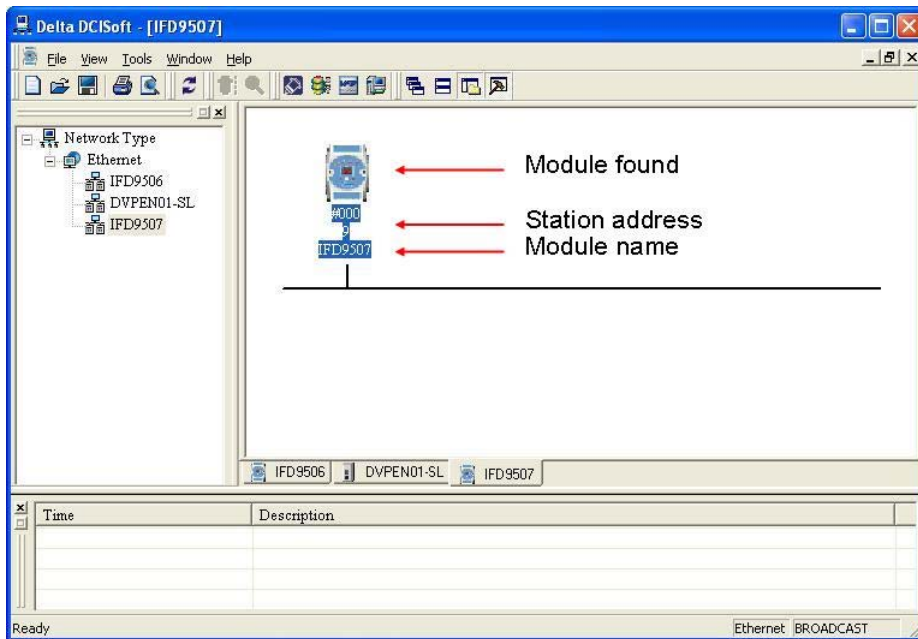 Delta DCISoft - [IFD9507]
File View Tools Window Help
Network Type
Ethernet
IFD9506
DVPEN01-SL
IFD9507
Module found
#000
9
Station address
IFD9507
Module name
IFD9506 DVPEN01-SL IFD9507
Time Description
Ready Ethernet BROADCAST